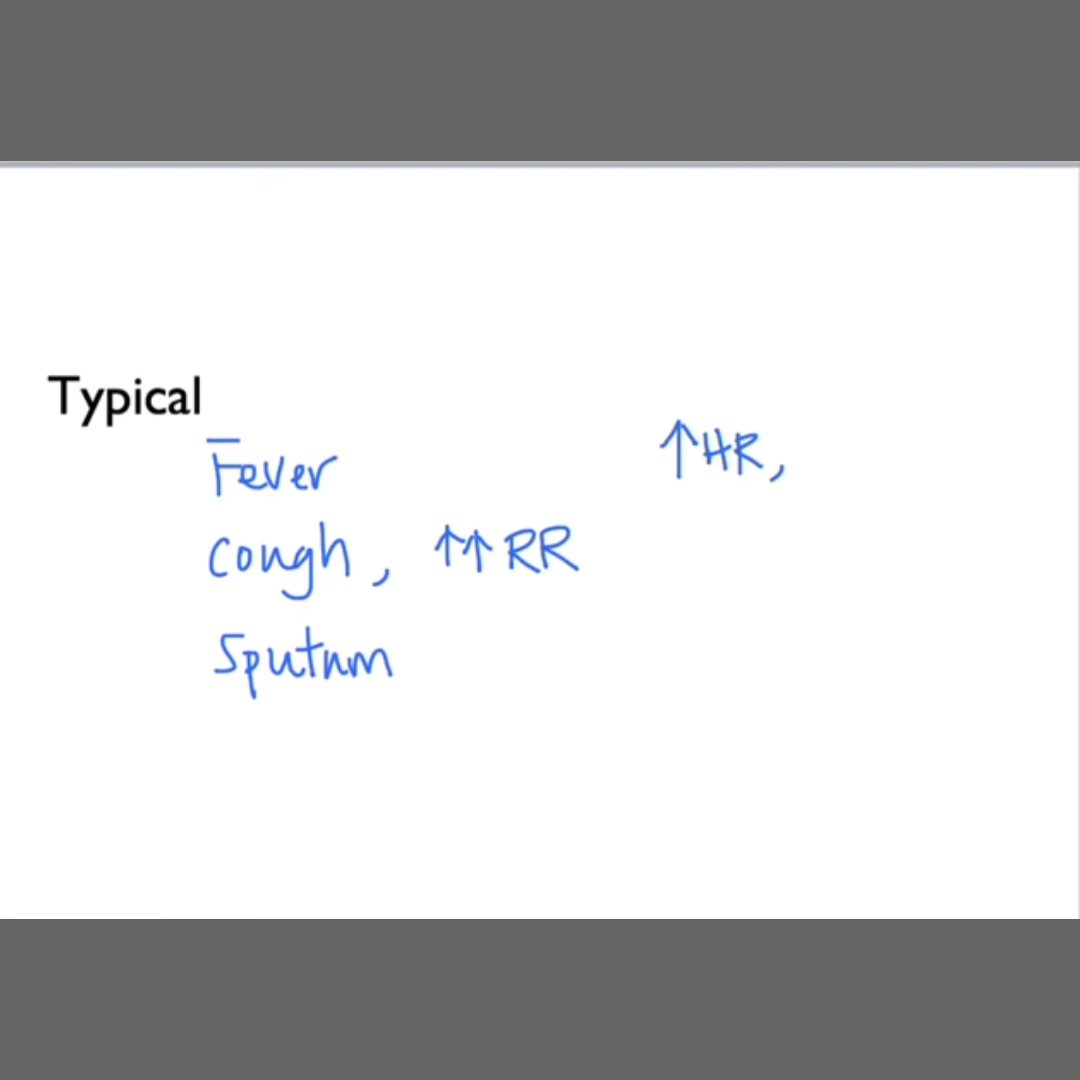 Typical
Fever ↑HR,
cough, ↑↑RR
Sputum